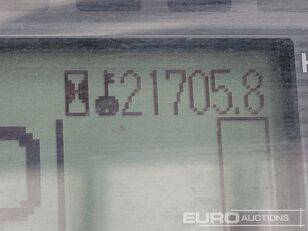 21705.8
H
EURO
AUCTIONS